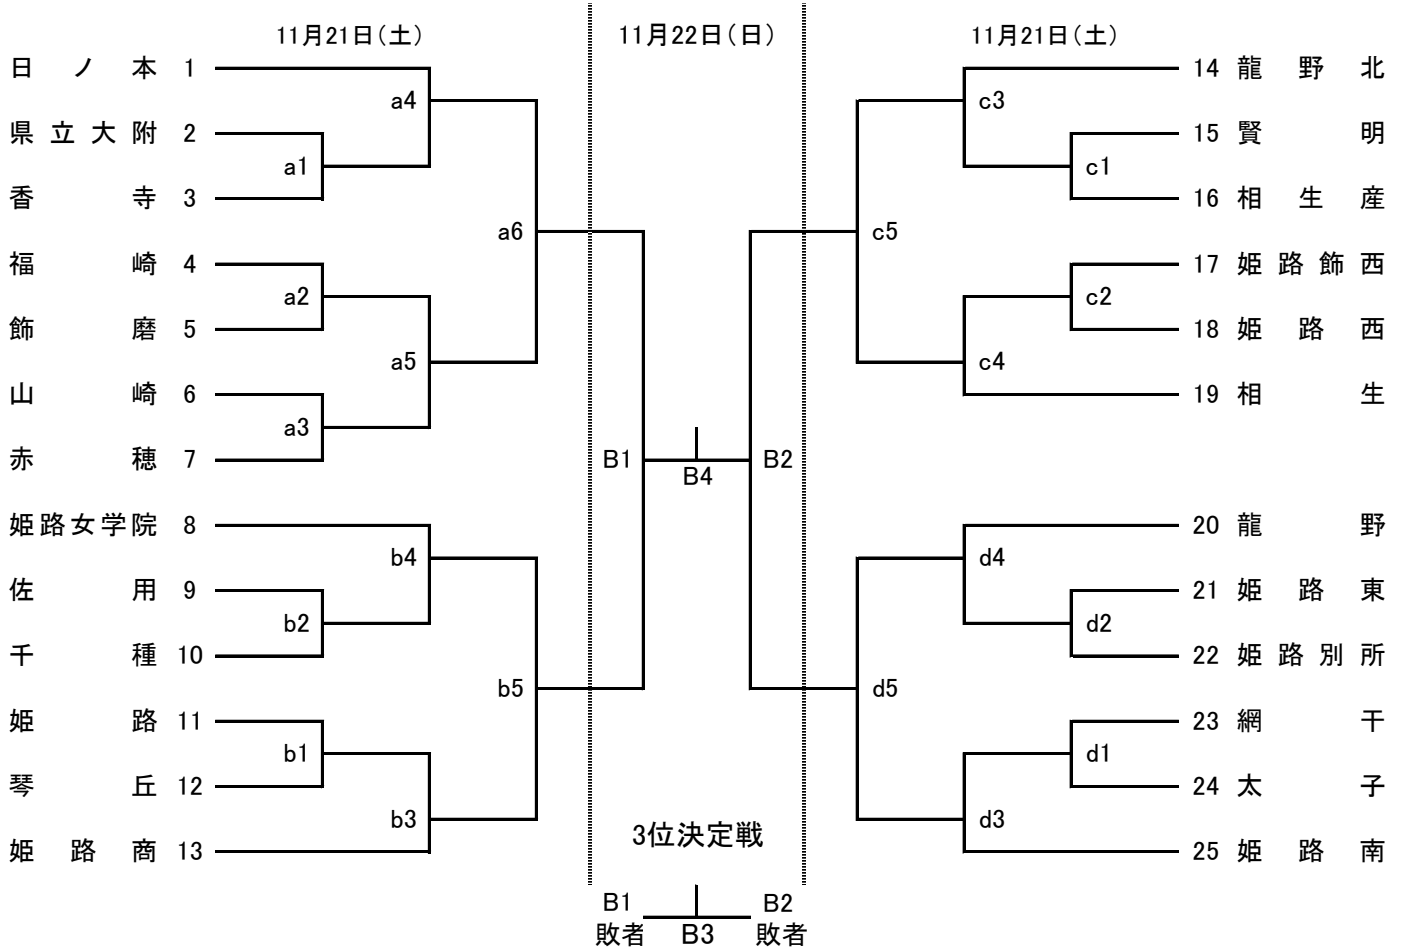 11月21日(土) 11月22日(日) 11月21日(土)
日ノ本 1 14 龍野北
a4 c3
県立大附 2 15 賢明
a1 c1
香寺 3 16 相生産
a6 c5
福崎 4 17 姫路飾西
a2 c2
飾磨 5 18 姫路西
a5 c4
山崎 6 19 相生
a3
赤穂 7 B1 B2
B4
姫路女学院 8 20 龍野
b4 d4
佐用 9 21 姫路東
b2 d2
千種 10 22 姫路別所
b5 d5
姫路 11 23 網干
b1 d1
琴丘 12 24 太子
b3 d3
3位決定戦
姫路商 13 25 姫路南
B1 B2
敗者 B3 敗者